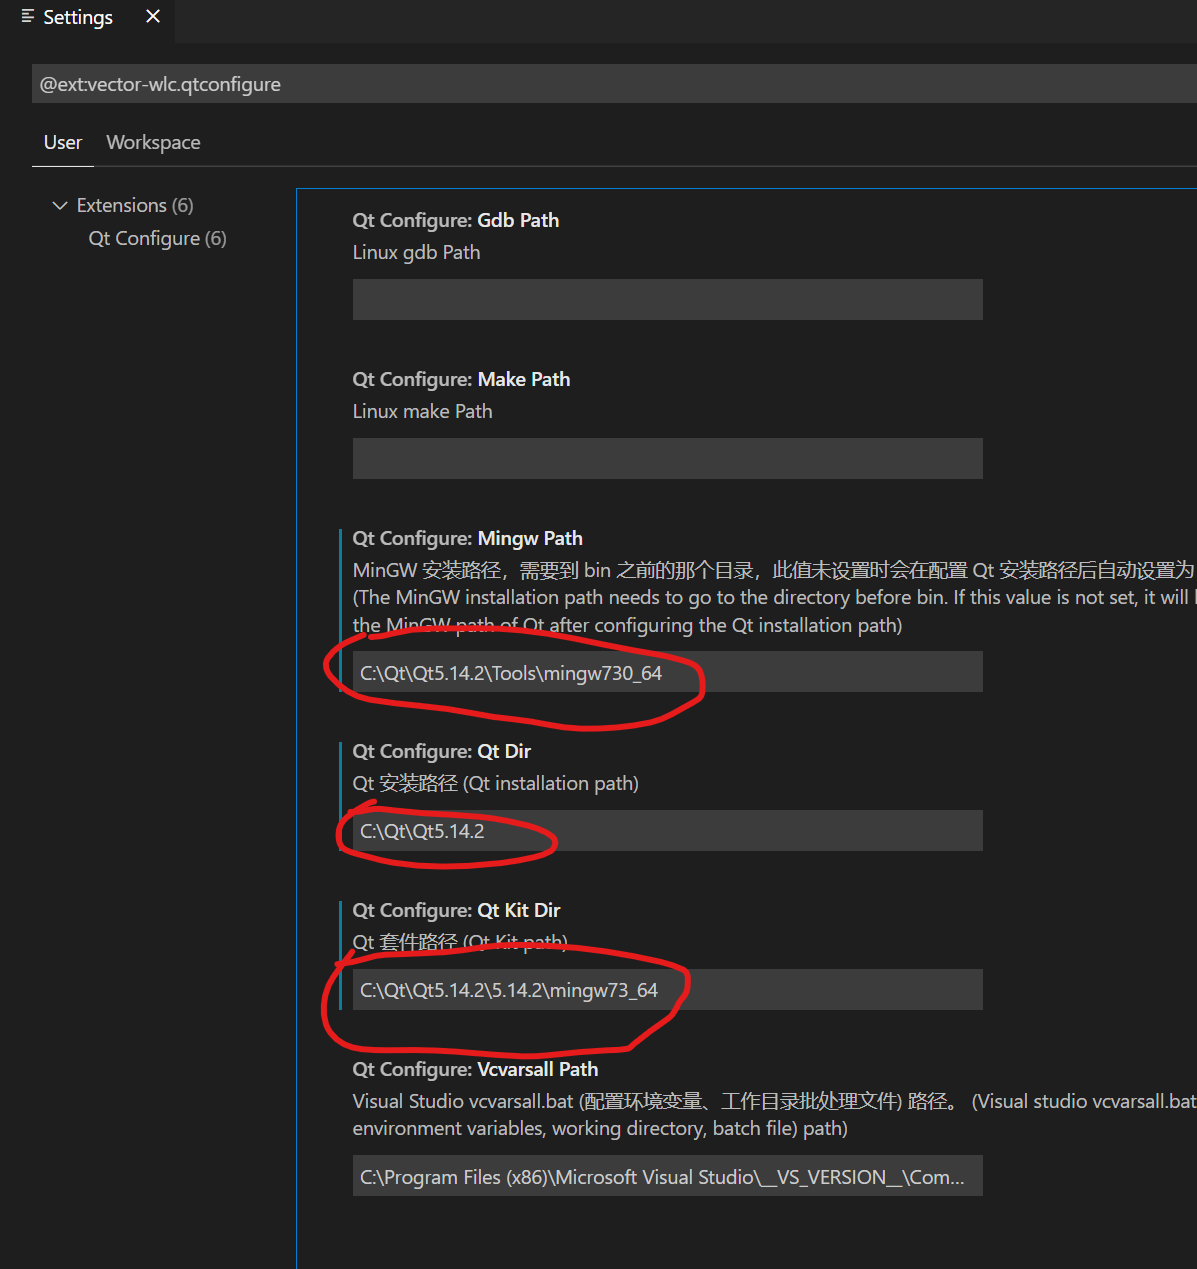 Settings
@ext:vector-wlc.qtconfigure
User Workspace
Extensions (6)
Qt Configure (6)
Qt Configure: Gdb Path
Linux gdb Path
Qt Configure: Make Path
Linux make Path
Qt Configure: Mingw Path
MinGW 安装路径，需要到 bin 之前的那个目录，此值未设置时会在配置 Qt 安装路径后自动设置为
(The MinGW installation path needs to go to the directory before bin. If this value is not set, it will
the MinGW path of Qt after configuring the Qt installation path)
C:\Qt\Qt5.14.2\Tools\mingw730_64
Qt Configure: Qt Dir
Qt 安装路径 (Qt installation path)
C:\Qt\Qt5.14.2
Qt Configure: Qt Kit Dir
Qt 套件路径 (Qt Kit path)
C:\Qt\Qt5.14.2\5.14.2\mingw73_64
Qt Configure: Vcvarsall Path
Visual Studio vcvarsall.bat (配置环境变量、工作目录批处理文件) 路径。 (Visual studio vcvarsall.bat
environment variables, working directory, batch file) path)
C:\Program Files (x86)\Microsoft Visual Studio\__VS_VERSION__\Com...